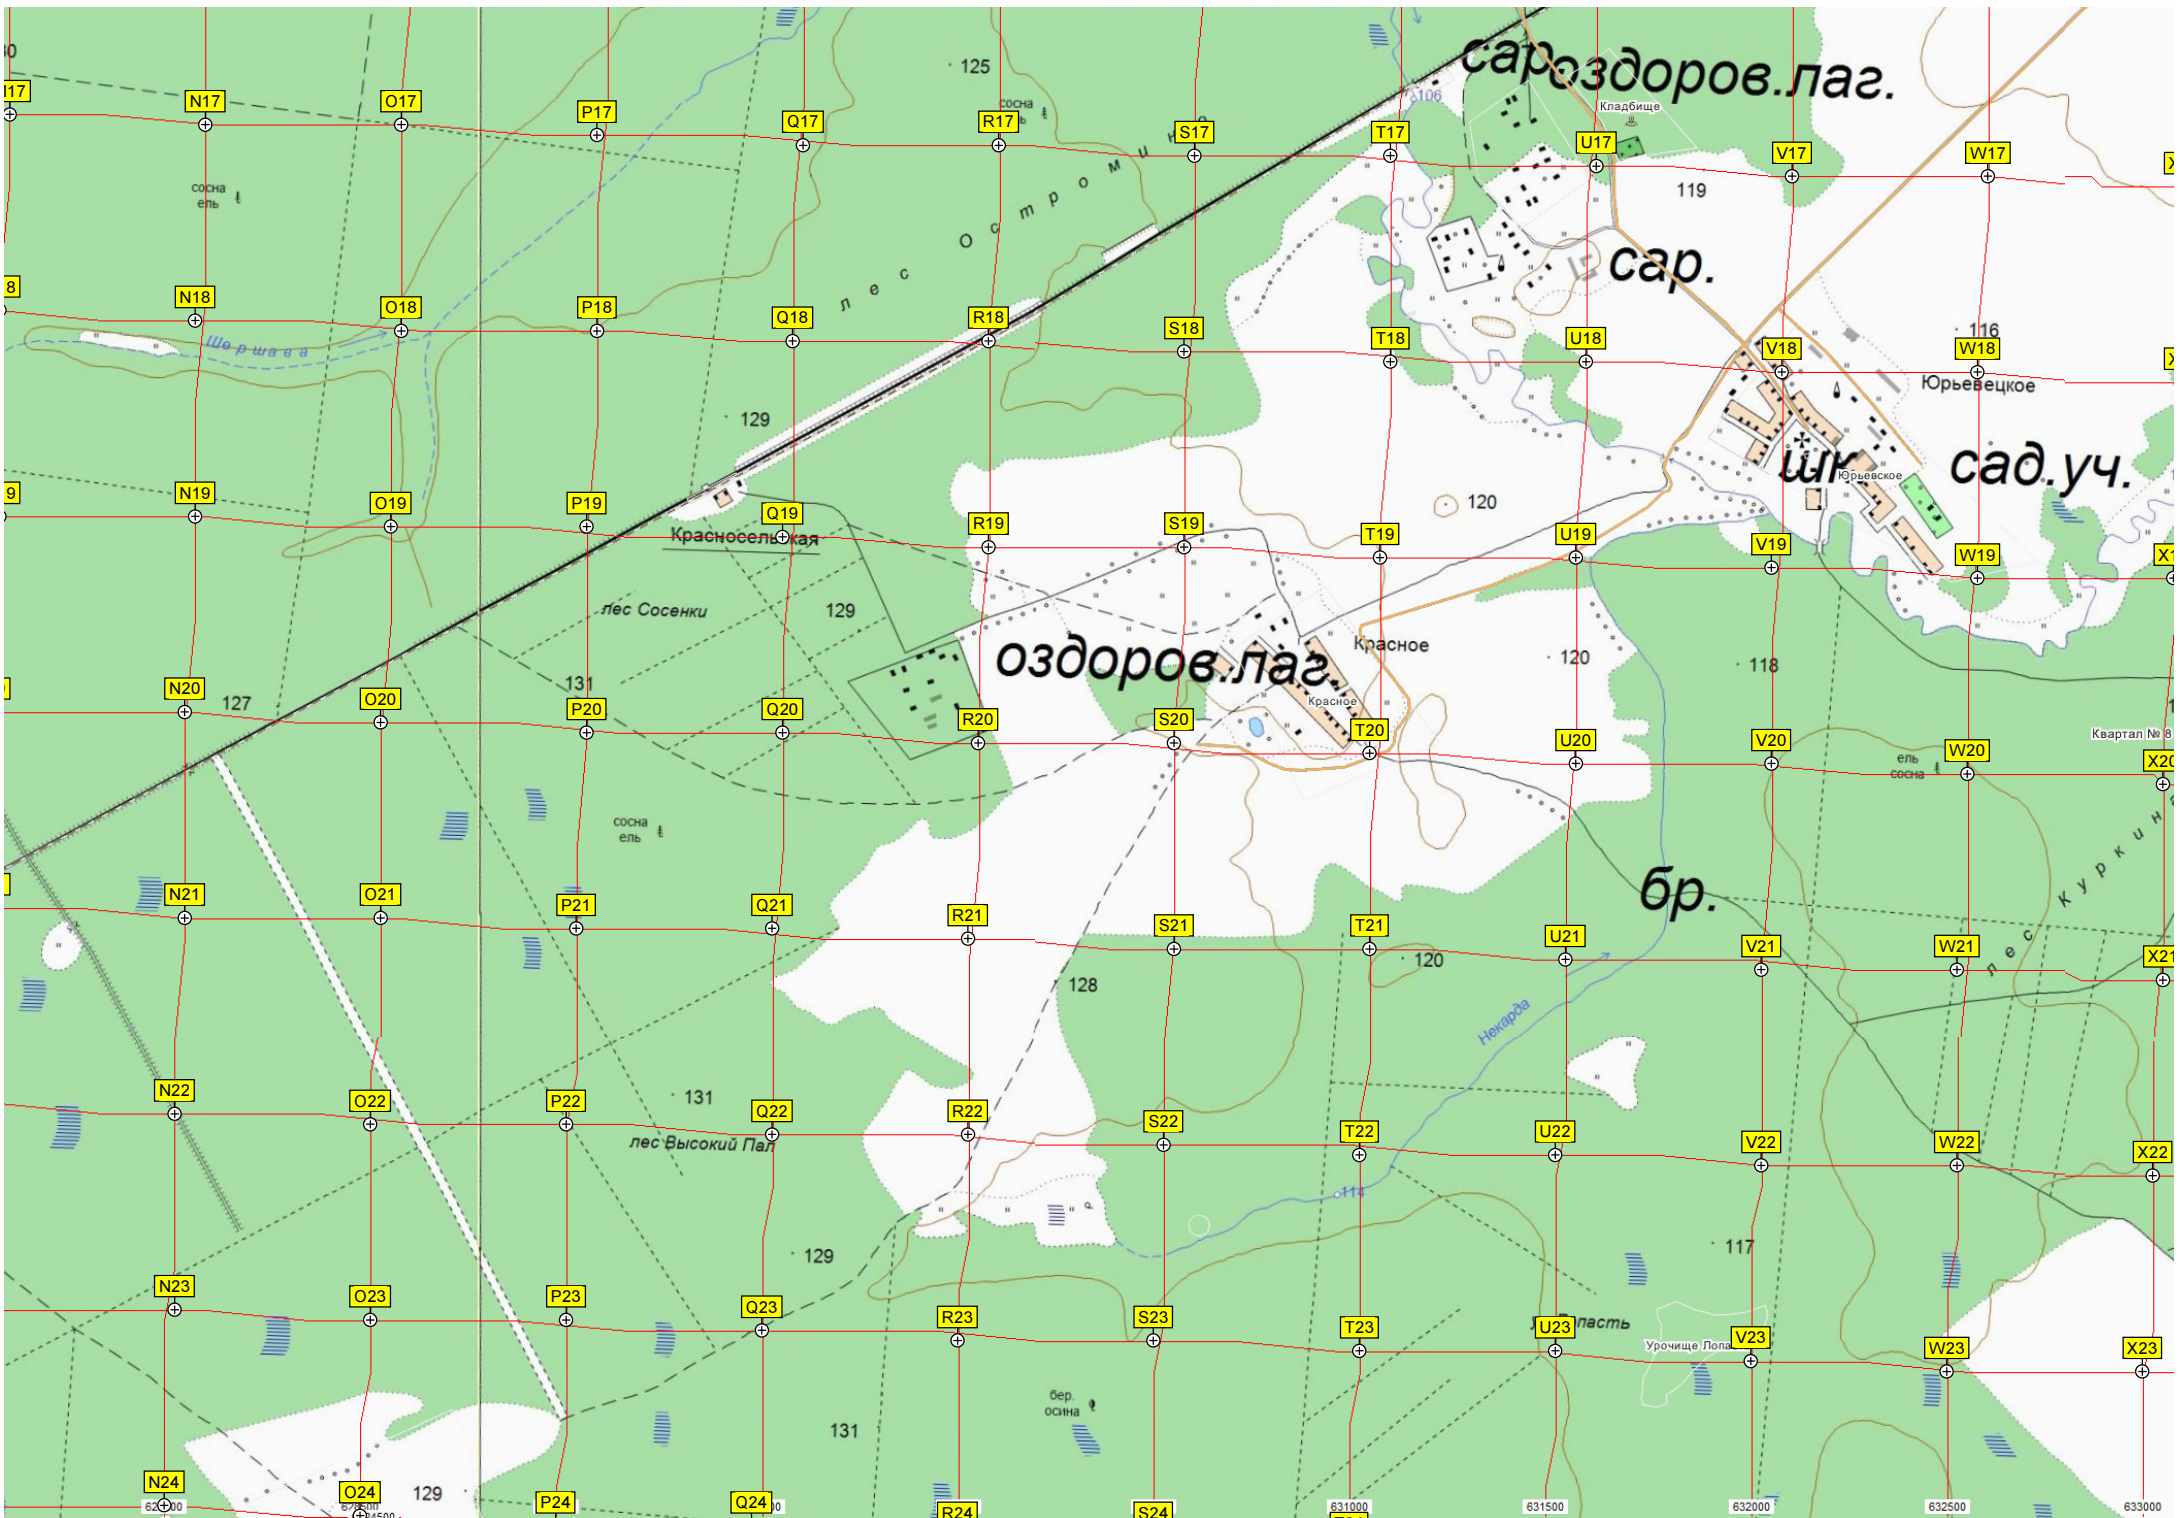 30
125
сосна
сар.
оздоров.лаг.
106
Кладбище
N17
O17
P17
Q17
R17
S17
T17
U17
V17
W17
сосна
ель
лес Остромино
119
сар.
N18
O18
P18
Q18
R18
S18
T18
U18
V18
W18
116
Шоршава
Юрьевецкое
129
шк.
Юрьевское
сад.уч.
120
N19
O19
P19
Q19
R19
S19
T19
U19
V19
W19
Красносельская
лес Сосенки
129
оздоров.лаг.
Красное
120
118
131
Красное
127
N20
O20
P20
Q20
R20
S20
T20
U20
V20
W20
X20
Квартал № 8
ель
сосна
сосна
ель
бр.
лес Куркин
N21
O21
P21
Q21
R21
S21
T21
U21
V21
W21
X21
128
120
Некарда
131
N22
O22
P22
Q22
R22
S22
T22
U22
V22
W22
X22
лес Высокий Пал
114
129
117
N23
O23
P23
Q23
R23
S23
T23
U23
V23
W23
X23
Урочище
бер.
осина
131
129
N24
O24
P24
Q24
R24
S24
631000
631500
632000
632500
633000